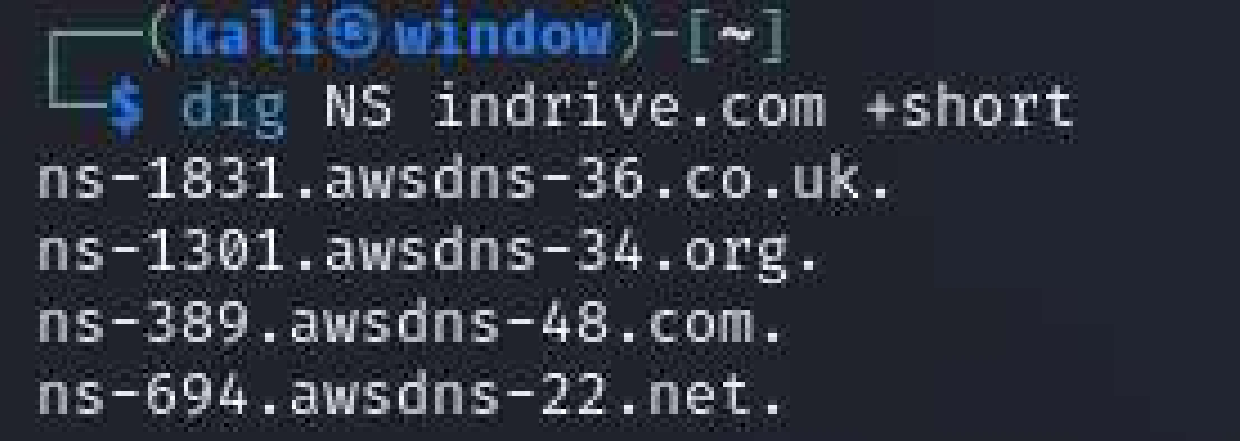 ┌──(kali㉿window)-[~]
└─$ dig NS indrive.com +short
ns-1831.awsdns-36.co.uk.
ns-1301.awsdns-34.org.
ns-389.awsdns-48.com.
ns-694.awsdns-22.net.